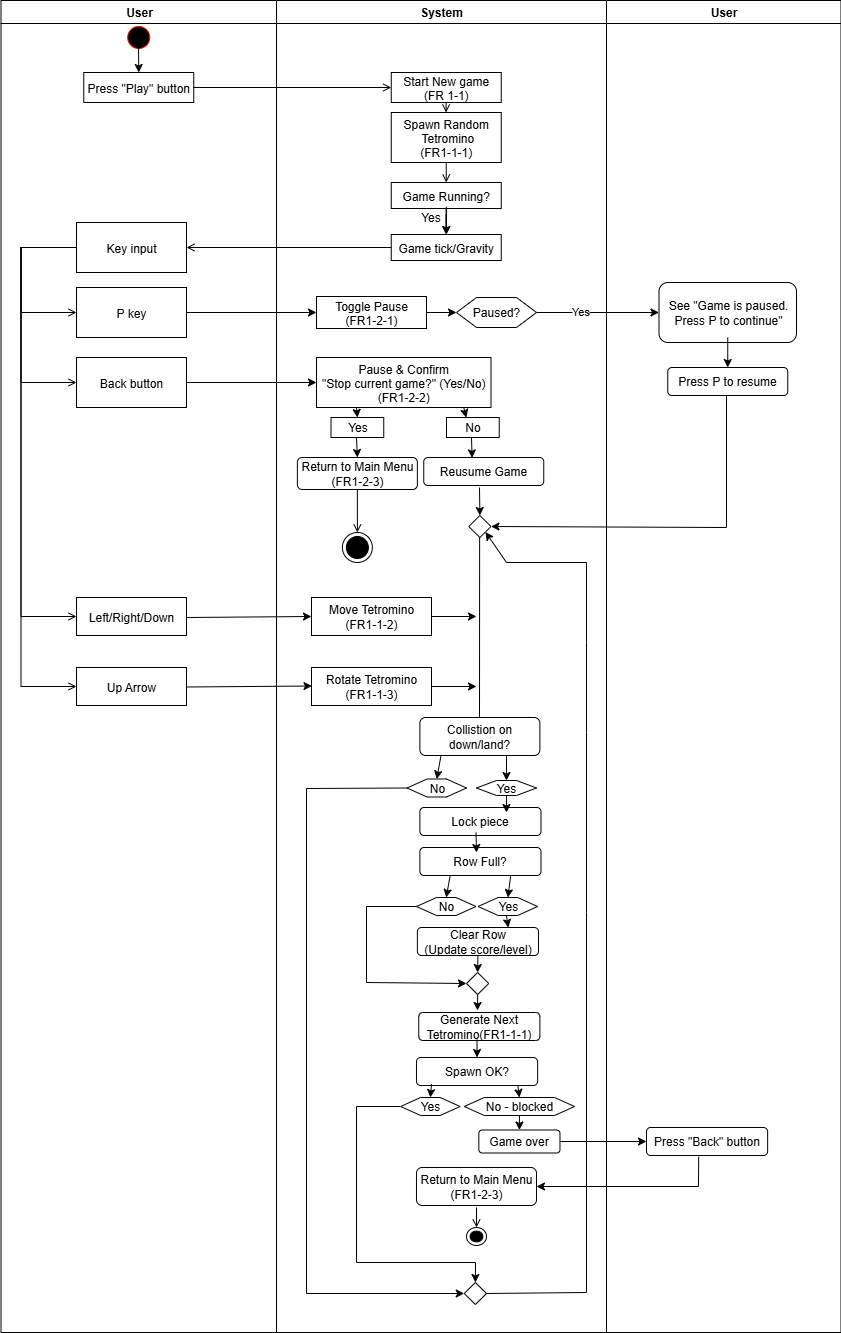 User
System
User
Press "Play" button
Start New game
(FR 1-1)
Spawn Random
Tetromino
(FR1-1-1)
Game Running?
Yes
Key input
Game tick/Gravity
P key
Toggle Pause
(FR1-2-1)
Paused?
Yes
See "Game is paused.
Press P to continue"
Back button
Pause & Confirm
"Stop current game?" (Yes/No)
(FR1-2-2)
Press P to resume
Yes
No
Return to Main Menu
(FR1-2-3)
Reusume Game
Left/Right/Down
Move Tetromino
(FR1-1-2)
Up Arrow
Rotate Tetromino
(FR1-1-3)
Collistion on
down/land?
No
Yes
Lock piece
Row Full?
No
Yes
Clear Row
(Update score/level)
Generate Next
Tetromino(FR1-1-1)
Spawn OK?
Yes
No - blocked
Game over
Press "Back" button
Return to Main Menu
(FR1-2-3)